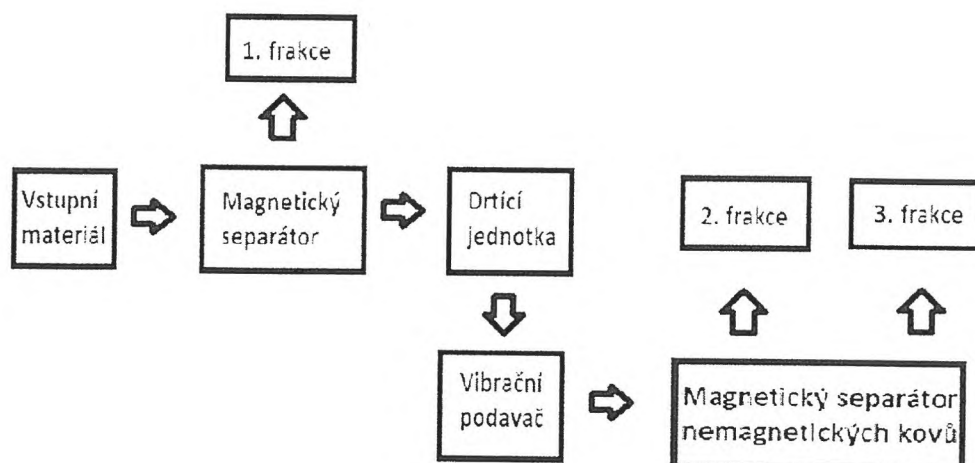 1. frakce
Vstupní
materiál
Magnetický
separátor
Drtící
jednotka
2. frakce
3. frakce
Vibrační
podavač
Magnetický separátor
nemagnetických kovů